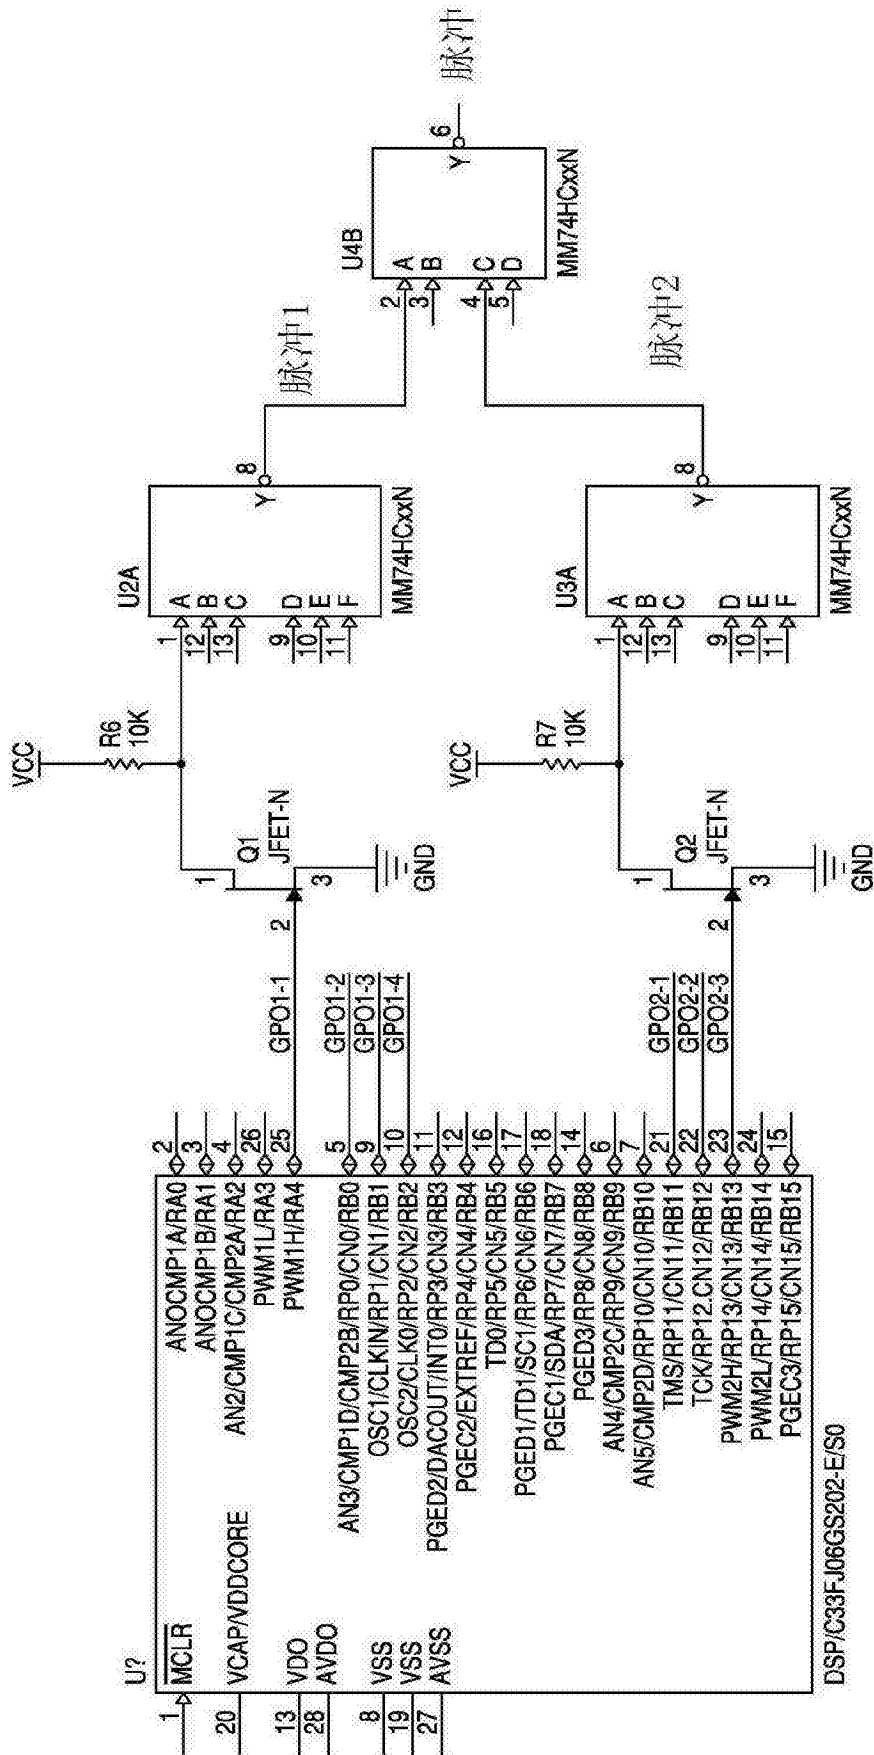 U?
1
MCLR
20
VCAP/VDDCORE
13
VDO
28
AVDO
8
VSS
19
VSS
27
AVSS
ANOCMP1A/RA0
2
ANOCMP1B/RA1
3
AN2/CMP1C/CMP2A/RA2
4
PWM1L/RA3
26
PWM1H/RA4
25
AN3/CMP1D/CMP2B/RP0/CN0/RB0
5
OSC1/CLKIN/RP1/CN1/RB1
9
OSC2/CLK0/RP2/CN2/RB2
10
PGED2/DACOUT/INT0/RP3/CN3/RB3
11
PGEC2/EXTREF/RP4/CN4/RB4
12
TD0/RP5/CN5/RB5
16
PGED1/TD1/SC1/RP6/CN6/RB6
17
PGEC1/SDA/RP7/CN7/RB7
18
PGED3/RP8/CN8/RB8
14
AN4/CMP2C/RP9/CN9/RB9
6
AN5/CMP2D/RP10/CN10/RB10
7
TMS/RP11/CN11/RB11
21
TCK/RP12.CN12/RB12
22
PWM2H/RP13/CN13/RB13
23
PWM2L/RP14/CN14/RB14
24
PGEC3/RP15/CN15/RB15
15
DSP/C33FJ06GS202-E/S0
GPO1-1
GPO1-2
GPO1-3
GPO1-4
GPO2-1
GPO2-2
GPO2-3
VCC
R6
10K
Q1
JFET-N
1
2
3
GND
VCC
R7
10K
Q2
JFET-N
1
2
3
GND
U2A
1
A
12
B
13
C
9
D
10
E
11
F
Y
8
MM74HCxxN
U3A
1
A
12
B
13
C
9
D
10
E
11
F
Y
8
MM74HCxxN
脉冲1
脉冲2
U4B
2
A
3
B
4
C
5
D
Y
6
MM74HCxxN
脉冲